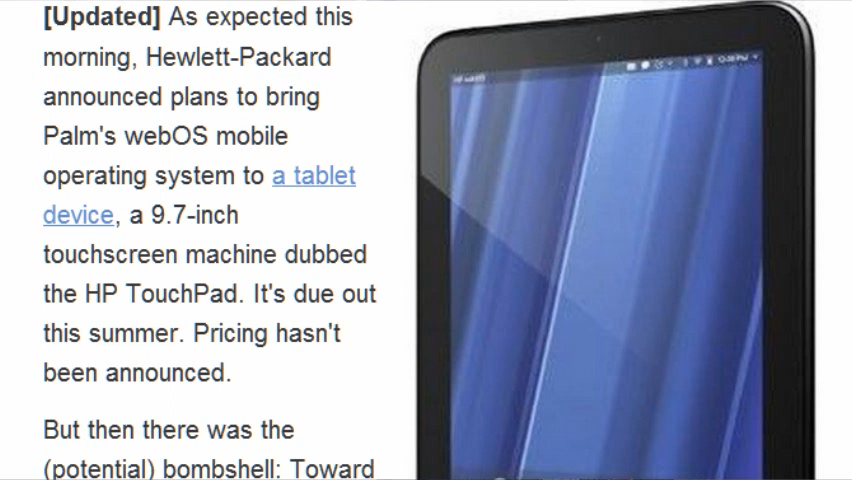 [Updated] As expected this
morning, Hewlett-Packard
announced plans to bring
Palm's webOS mobile
operating system to a tablet
device, a 9.7-inch
touchscreen machine dubbed
the HP TouchPad. It's due out
this summer. Pricing hasn't
been announced.
But then there was the
(potential) bombshell: Toward